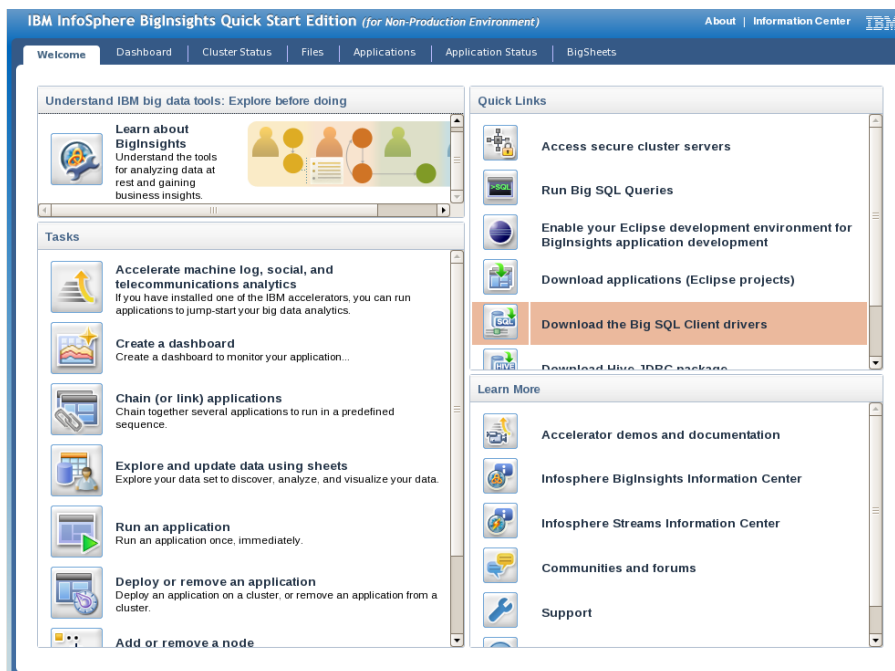 IBM InfoSphere BigInsights Quick Start Edition (for Non-Production Environment)
About | Information Center
IBM
Welcome
Dashboard
Cluster Status
Files
Applications
Application Status
BigSheets
Understand IBM big data tools: Explore before doing
Learn about
BigInsights
Understand the tools
for analyzing data at
rest and gaining
business insights.
Tasks
Accelerate machine log, social, and
telecommunications analytics
If you have installed one of the IBM accelerators, you can run
applications to jump-start your big data analytics.
Create a dashboard
Create a dashboard to monitor your application...
Chain (or link) applications
Chain together several applications to run in a predefined
sequence.
Explore and update data using sheets
Explore your data set to discover, analyze, and visualize your data.
Run an application
Run an application once, immediately.
Deploy or remove an application
Deploy an application on a cluster, or remove an application from a
cluster.
Add or remove a node
Quick Links
Access secure cluster servers
>SQL
Run Big SQL Queries
Enable your Eclipse development environment for
BigInsights application development
Download applications (Eclipse projects)
SQL
Download the Big SQL Client drivers
HIVE
Download Hive JDBC package
Learn More
Accelerator demos and documentation
Infosphere BigInsights Information Center
Infosphere Streams Information Center
Communities and forums
Support